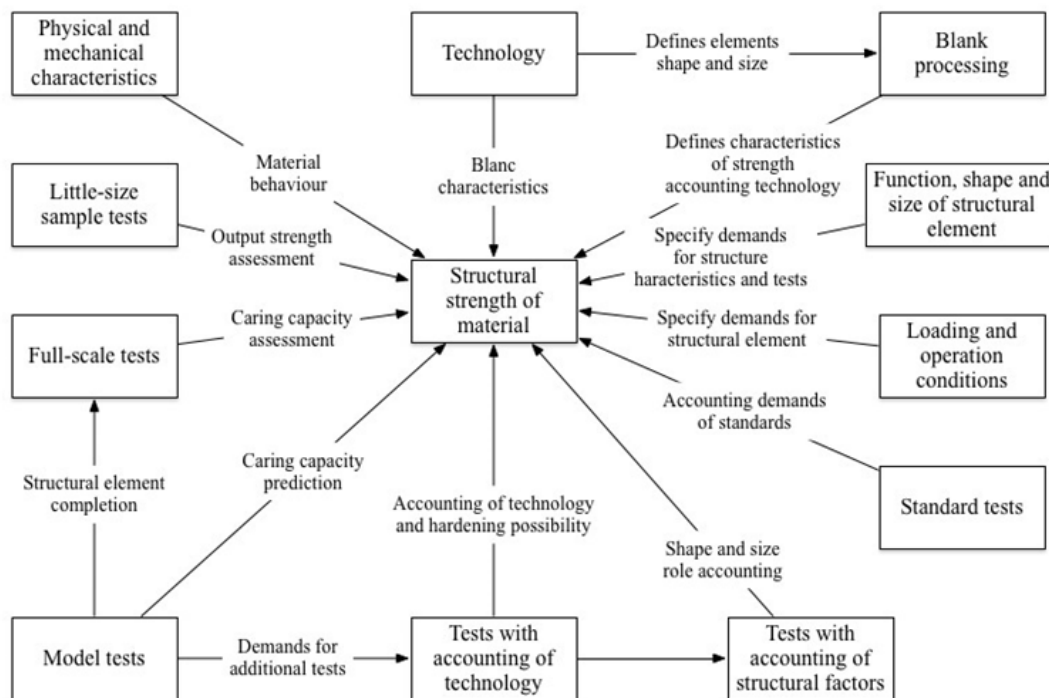 Physical and
mechanical
characteristics
Technology
Defines elements
shape and size
Blank
processing
Material
behaviour
Blanc
characteristics
Defines characteristics
of strength
accounting technology
Little-size
sample tests
Function, shape and
size of structural
element
Output strength
assessment
Specify demands
for structure
haracteristics and tests
Structural
strength of
material
Full-scale tests
Caring capacity
assessment
Specify demands for
structural element
Loading and
operation
conditions
Accounting demands
of standards
Structural element
completion
Caring capacity
prediction
Accounting of technology
and hardening possibility
Standard tests
Shape and size
role accounting
Model tests
Demands for
additional tests
Tests with
accounting of
technology
Tests with
accounting of
structural factors